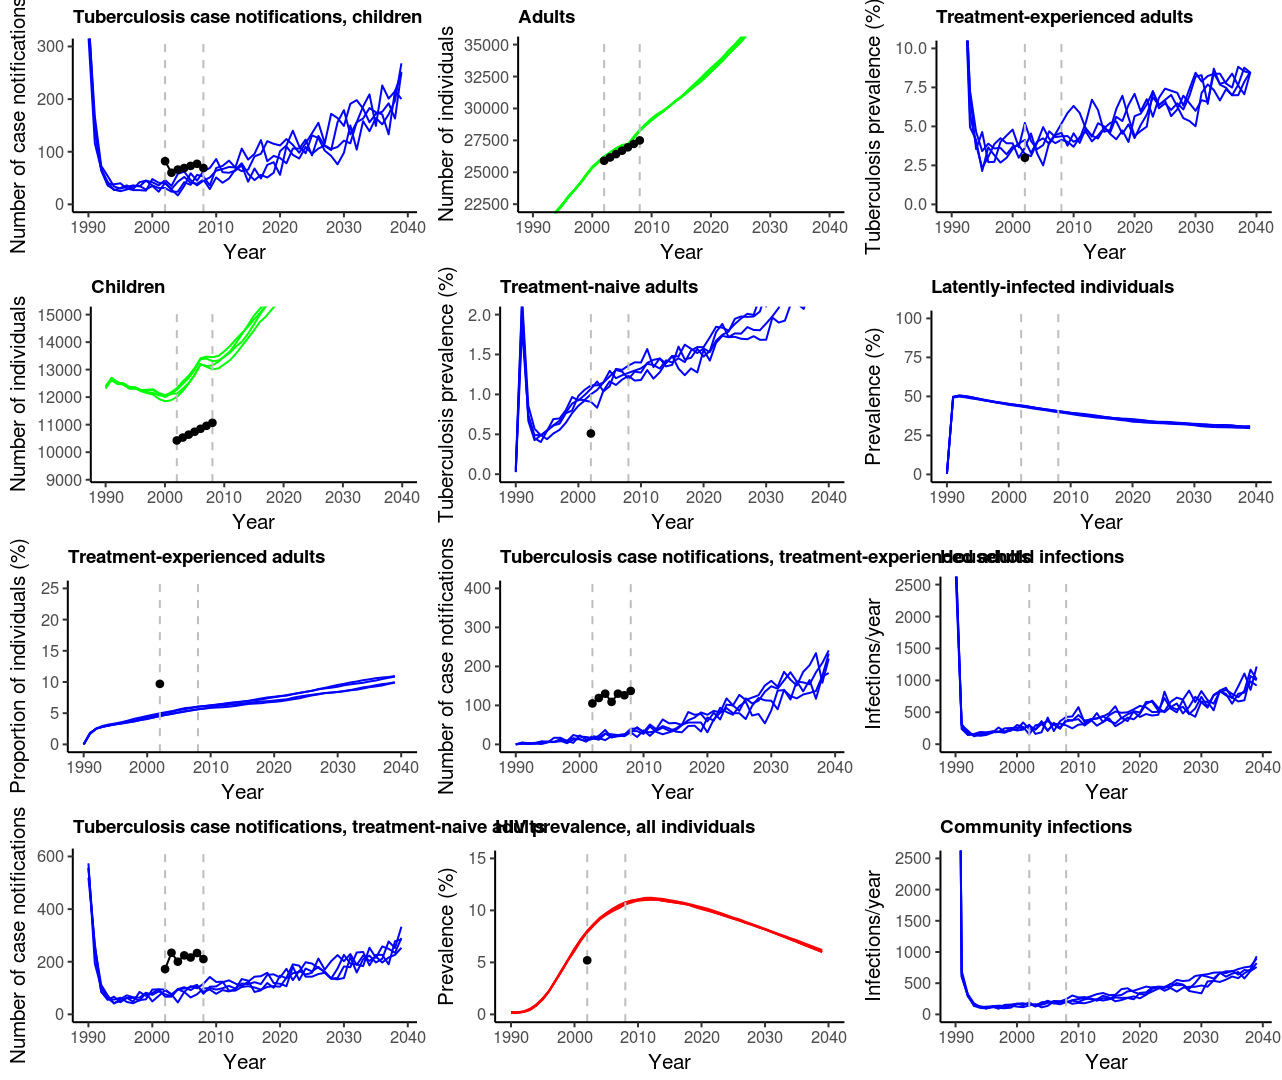 Tuberculosis case notifications, children
Number of case notifications
300
200
100
0
1990 2000 2010 2020 2030 2040
Year
Adults
Number of individuals
35000
32500
30000
27500
25000
22500
1990 2000 2010 2020 2030 2040
Year
Treatment-experienced adults
Tuberculosis prevalence (%)
10.0
7.5
5.0
2.5
0.0
1990 2000 2010 2020 2030 2040
Year
Children
Number of individuals
15000
14000
13000
12000
11000
10000
9000
1990 2000 2010 2020 2030 2040
Year
Treatment-naive adults
Tuberculosis prevalence (%)
2.0
1.5
1.0
0.5
0.0
1990 2000 2010 2020 2030 2040
Year
Latently-infected individuals
Prevalence (%)
100
75
50
25
0
1990 2000 2010 2020 2030 2040
Year
Treatment-experienced adults
Proportion of individuals (%)
25
20
15
10
5
0
1990 2000 2010 2020 2030 2040
Year
Tuberculosis case notifications, treatment-experienced adults
Number of case notifications
400
300
200
100
0
1990 2000 2010 2020 2030 2040
Year
Household infections
Infections/year
2500
2000
1500
1000
500
0
1990 2000 2010 2020 2030 2040
Year
Tuberculosis case notifications, treatment-naive adults
Number of case notifications
600
400
200
0
1990 2000 2010 2020 2030 2040
Year
HIV prevalence, all individuals
Prevalence (%)
15
10
5
0
1990 2000 2010 2020 2030 2040
Year
Community infections
Infections/year
2500
2000
1500
1000
500
0
1990 2000 2010 2020 2030 2040
Year